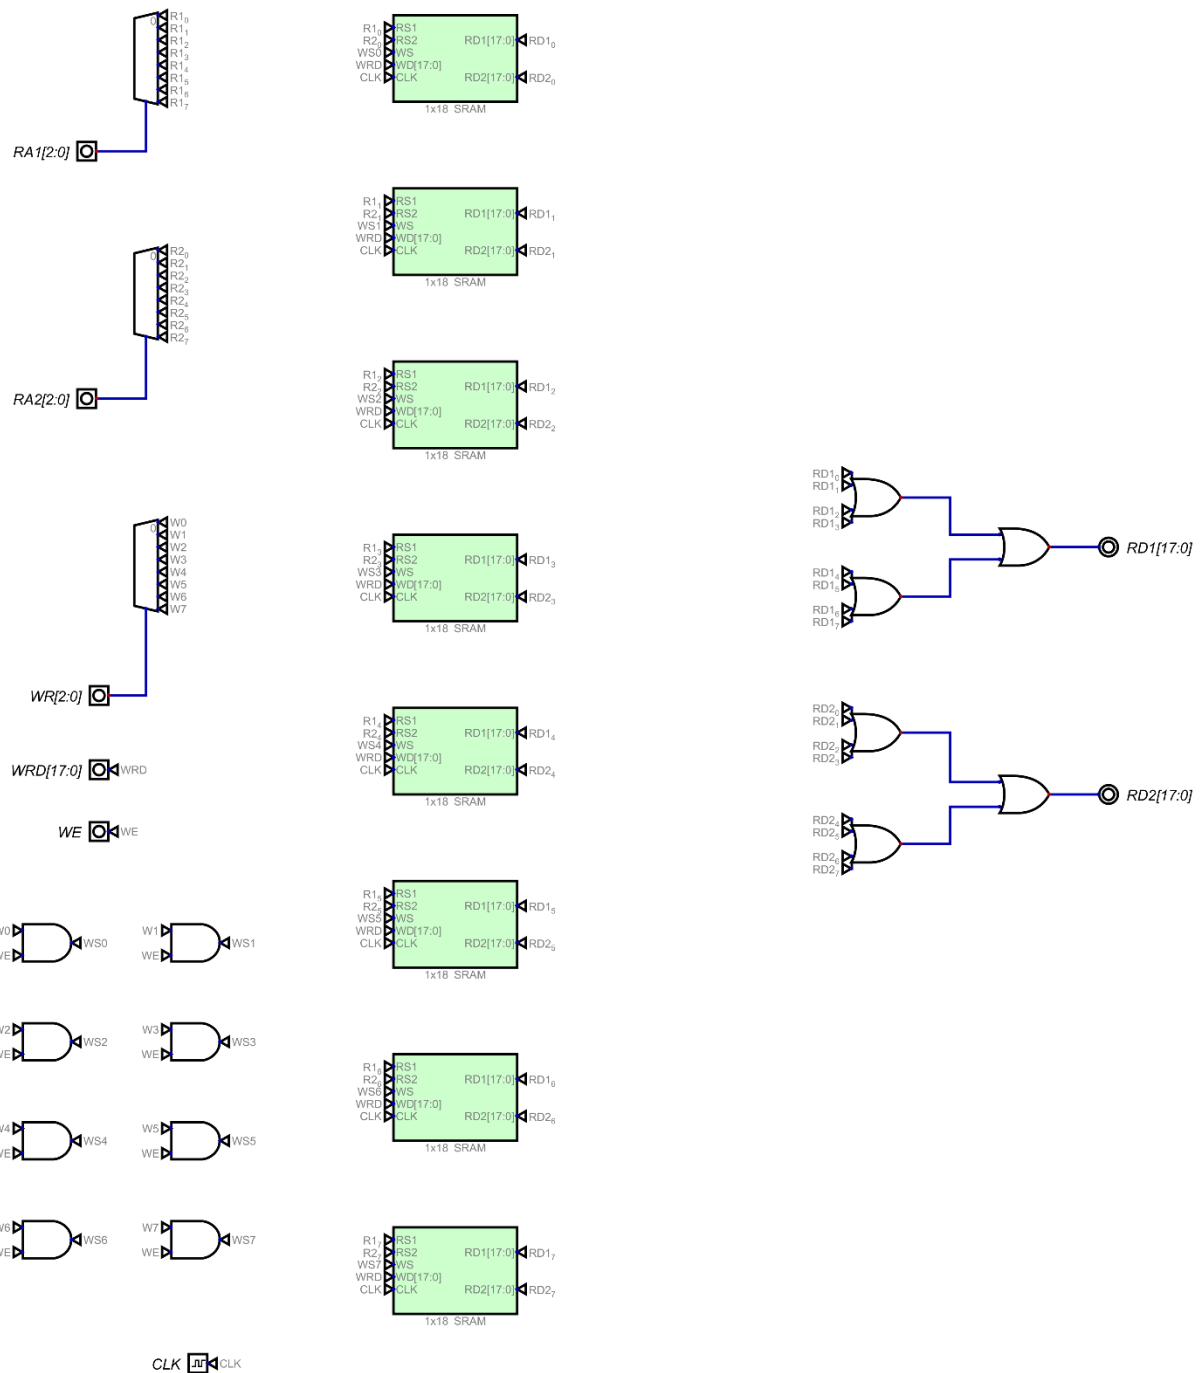 0
R1₀
R1₁
R1₂
R1₃
R1₄
R1₅
R1₆
R1₇
RA1[2:0]
0
R2₀
R2₁
R2₂
R2₃
R2₄
R2₅
R2₆
R2₇
RA2[2:0]
0
W0
W1
W2
W3
W4
W5
W6
W7
WR[2:0]
WRD[17:0] WRD
WE WE
W0 WS0
WE
W1 WS1
WE
W2 WS2
WE
W3 WS3
WE
W4 WS4
WE
W5 WS5
WE
W6 WS6
WE
W7 WS7
WE
CLK CLK
R1₀ RS1
R2₀ RS2 RD1[17:0] RD1₀
WS0 WS
WRD WD[17:0]
CLK CLK RD2[17:0] RD2₀
1x18 SRAM
R1₁ RS1
R2₁ RS2 RD1[17:0] RD1₁
WS1 WS
WRD WD[17:0]
CLK CLK RD2[17:0] RD2₁
1x18 SRAM
R1₂ RS1
R2₂ RS2 RD1[17:0] RD1₂
WS2 WS
WRD WD[17:0]
CLK CLK RD2[17:0] RD2₂
1x18 SRAM
R1₃ RS1
R2₃ RS2 RD1[17:0] RD1₃
WS3 WS
WRD WD[17:0]
CLK CLK RD2[17:0] RD2₃
1x18 SRAM
R1₄ RS1
R2₄ RS2 RD1[17:0] RD1₄
WS4 WS
WRD WD[17:0]
CLK CLK RD2[17:0] RD2₄
1x18 SRAM
R1₅ RS1
R2₅ RS2 RD1[17:0] RD1₅
WS5 WS
WRD WD[17:0]
CLK CLK RD2[17:0] RD2₅
1x18 SRAM
R1₆ RS1
R2₆ RS2 RD1[17:0] RD1₆
WS6 WS
WRD WD[17:0]
CLK CLK RD2[17:0] RD2₆
1x18 SRAM
R1₇ RS1
R2₇ RS2 RD1[17:0] RD1₇
WS7 WS
WRD WD[17:0]
CLK CLK RD2[17:0] RD2₇
1x18 SRAM
RD1₀
RD1₁
RD1₂
RD1₃
RD1₄
RD1₅
RD1₆
RD1₇
RD1[17:0]
RD2₀
RD2₁
RD2₂
RD2₃
RD2₄
RD2₅
RD2₆
RD2₇
RD2[17:0]